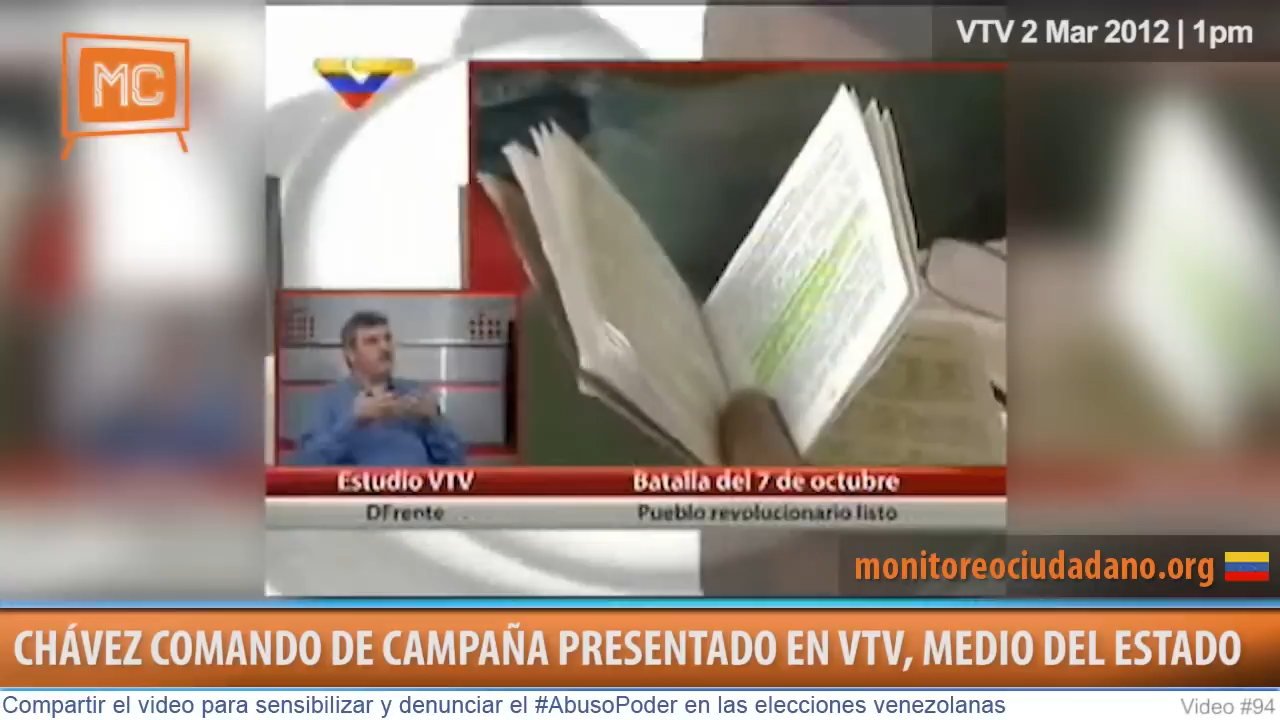 VTV 2 Mar 2012 | 1pm
MC
Estudio VTV
Batalla del 7 de octubre
DFrente
Pueblo revolucionario listo
monitoreociudadano.org
CHÁVEZ COMANDO DE CAMPAÑA PRESENTADO EN VTV, MEDIO DEL ESTADO
Compartir el video para sensibilizar y denunciar el #AbusoPoder en las elecciones venezolanas
Video #94